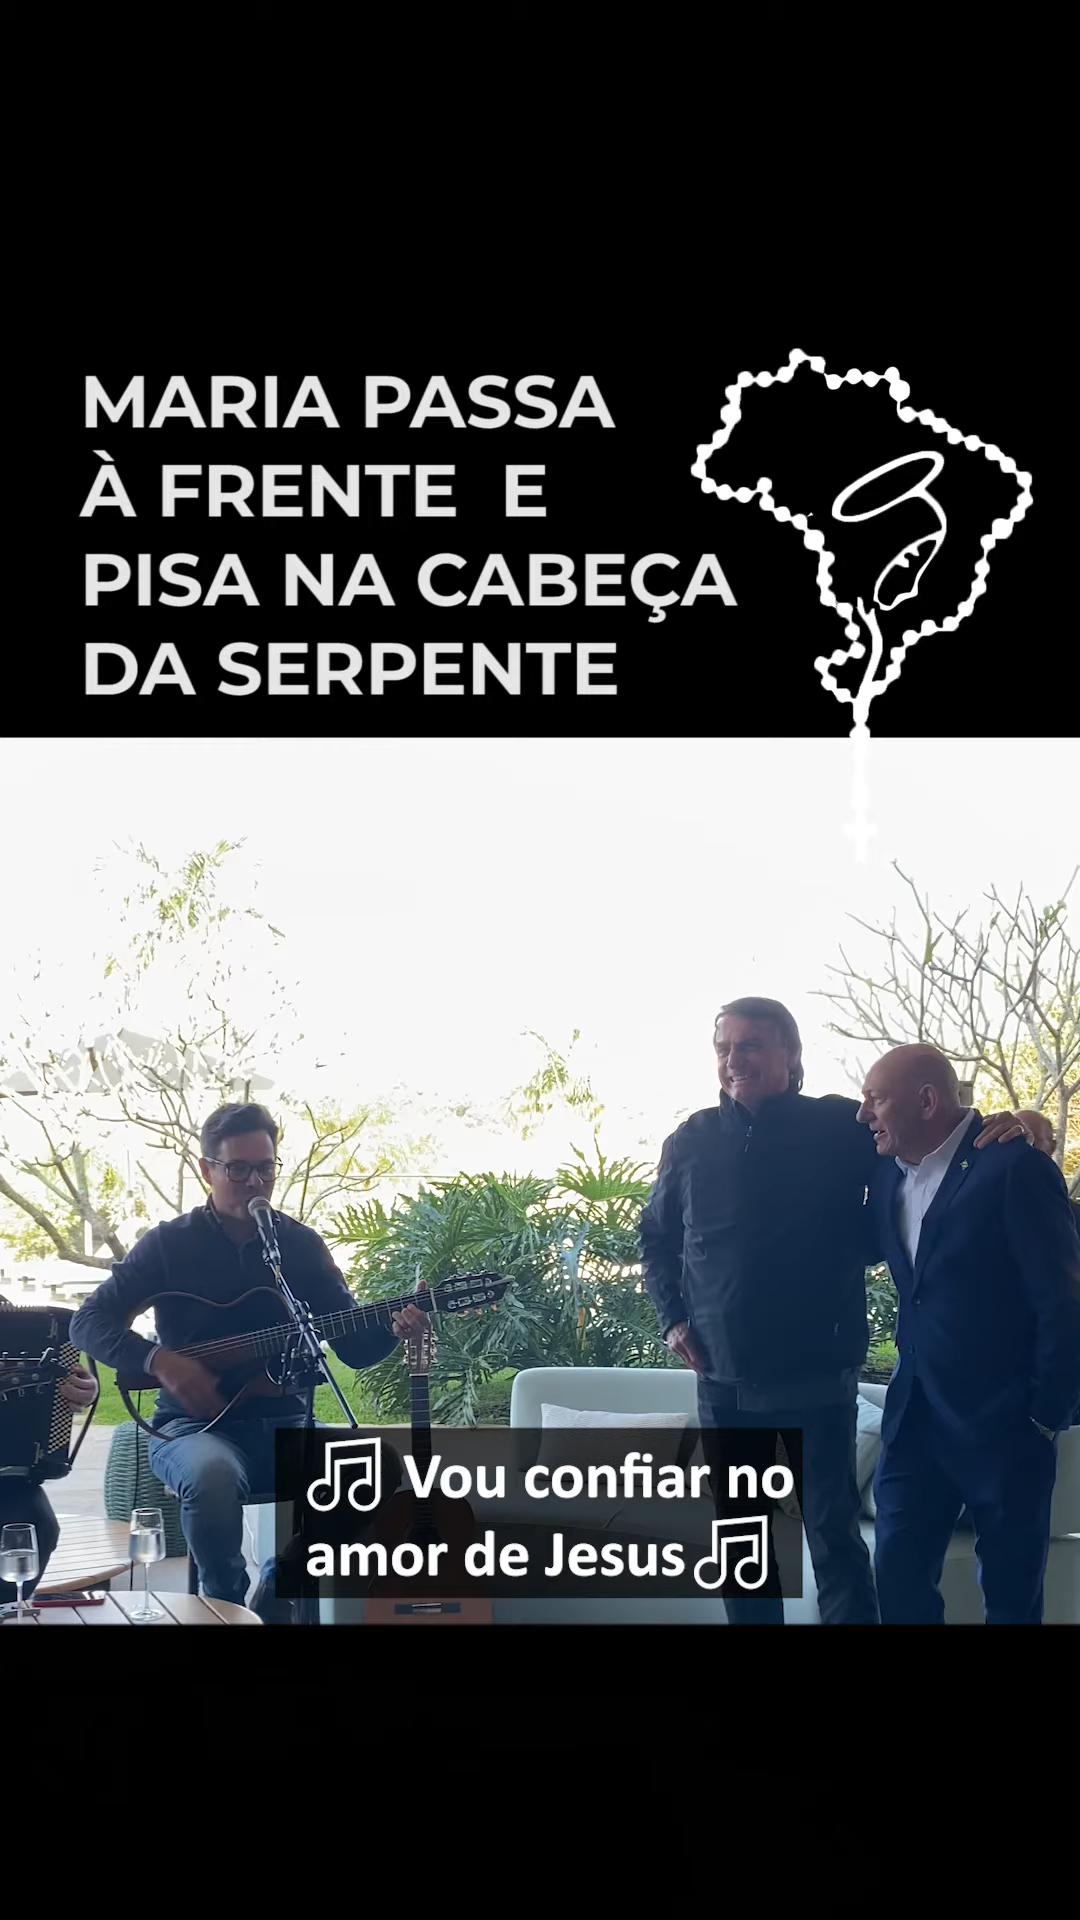 MARIA PASSA
À FRENTE E
PISA NA CABEÇA
DA SERPENTE
Vou confiar no
amor de Jesus